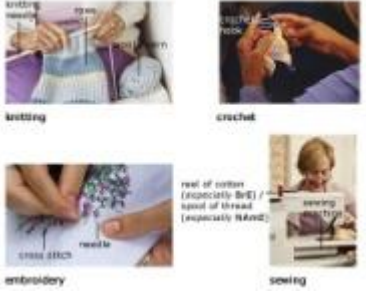 knitting
needle
rows
crochet
hook
knitting
crochet
reel of cotton
(especially BrE) /
spool of thread
(especially NAmE)
sewing
machine
needle
cross stitch
embroidery
sewing